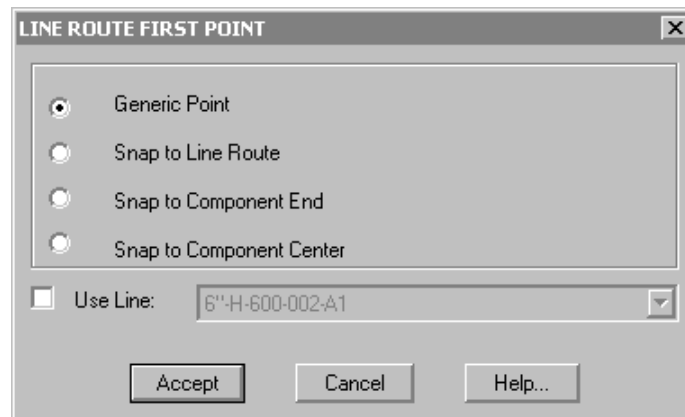 LINE ROUTE FIRST POINT
Generic Point
Snap to Line Route
Snap to Component End
Snap to Component Center
Use Line: 6"-H-600-002-A1
Accept Cancel Help...